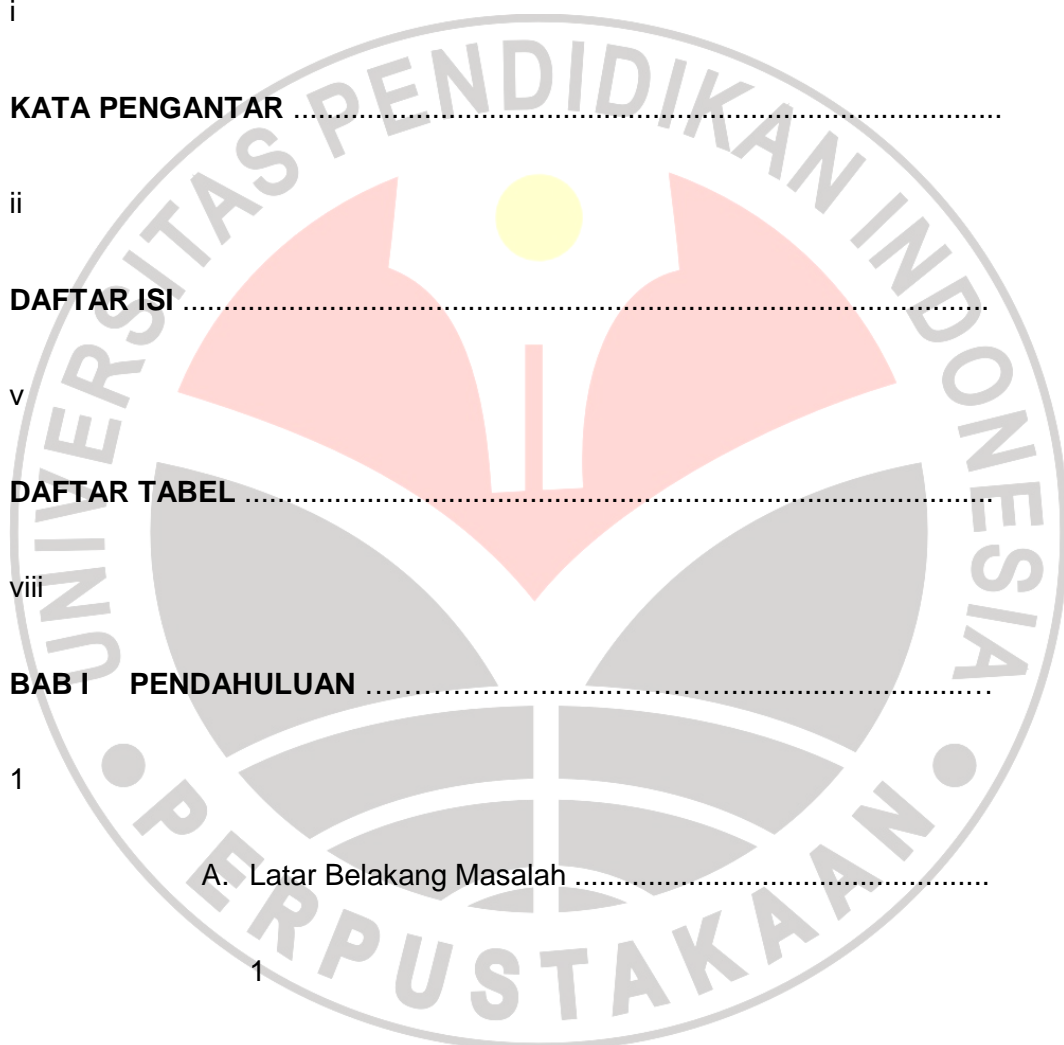 i
KATA PENGANTAR ......................................................................................
ii
DAFTAR ISI ..................................................................................................
v
DAFTAR TABEL ...........................................................................................
viii
BAB I PENDAHULUAN ……………….............………...........…...........…
1
A. Latar Belakang Masalah ..................................................
1
UNIVERSITAS PENDIDIKAN INDONESIA
PERPUSTAKAAN